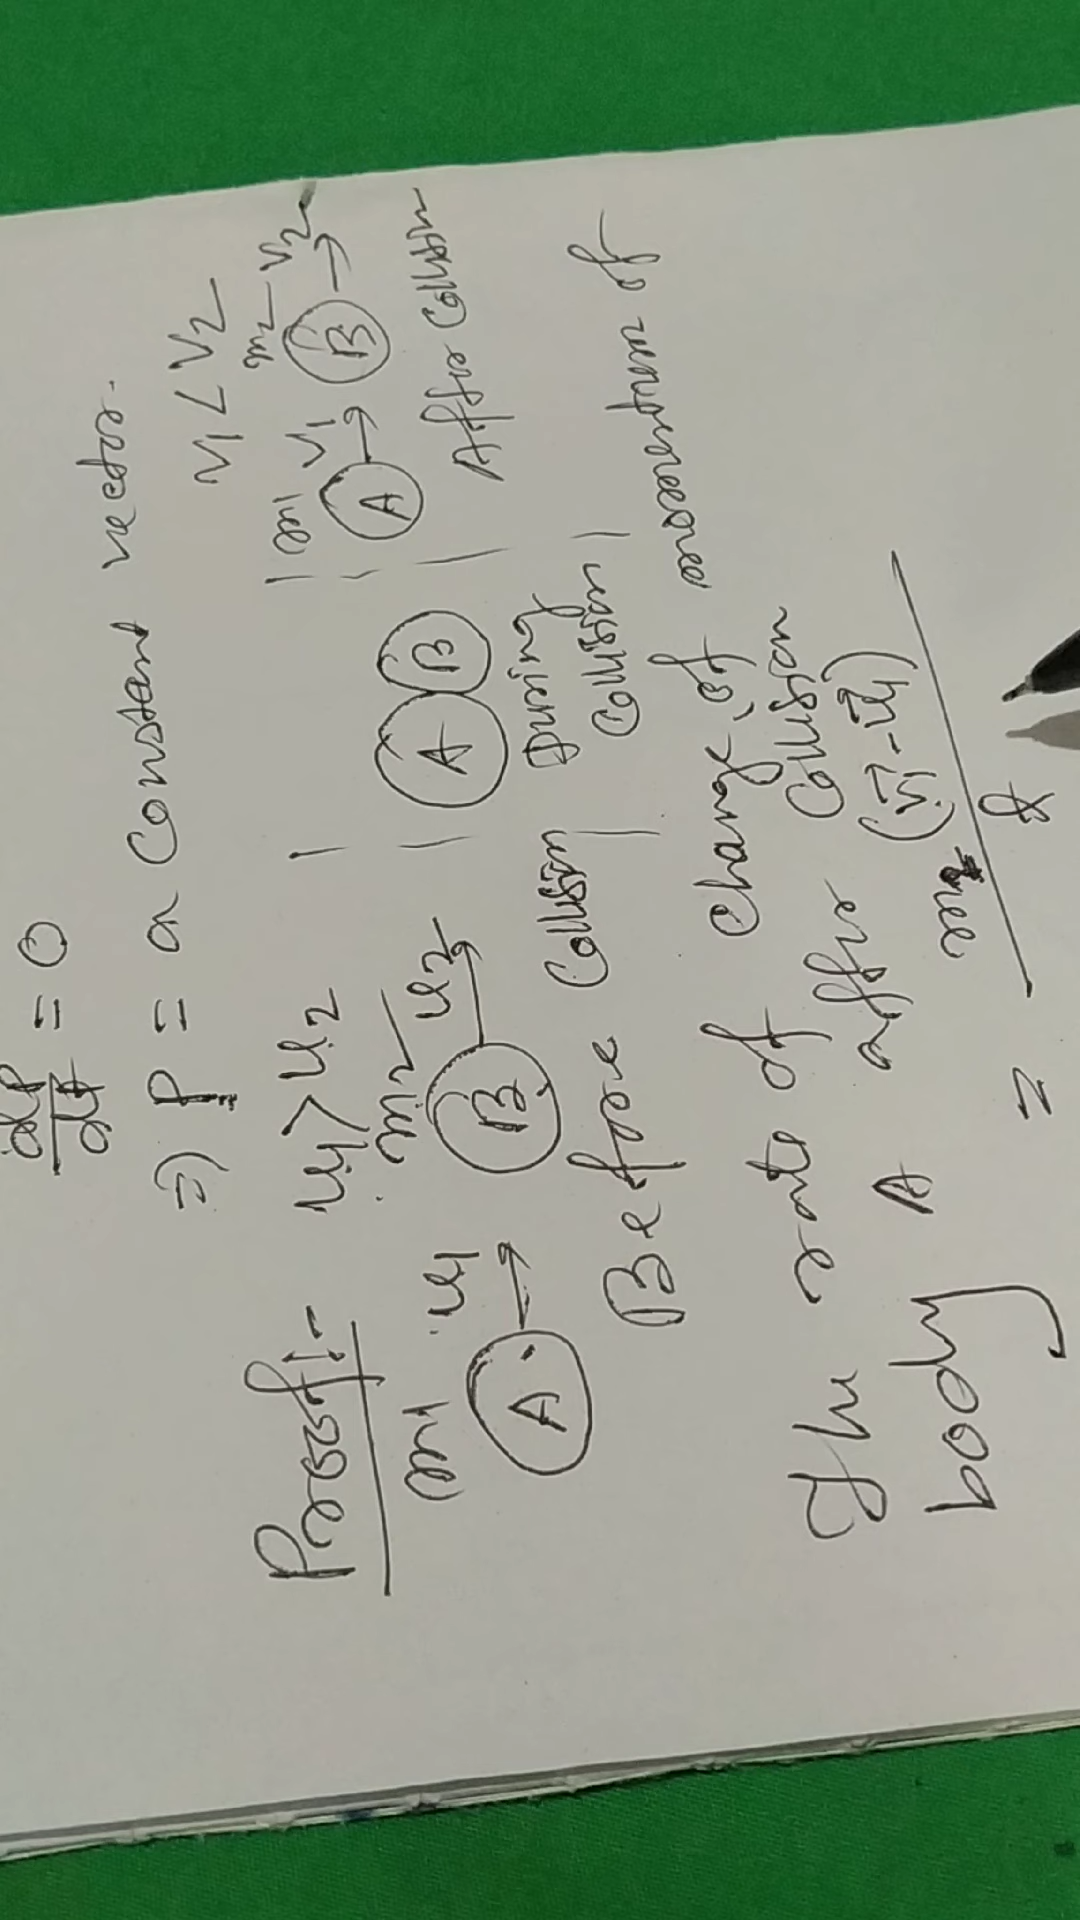 dp/dt = 0
=> P = a Constant vector.
Proof:- u1 > u2 v1 < v2
m1 u1 m2 u2 m1 v1 m2 v2
A B A B A B
Before Collision During Collision After Collision
If rate of change of momentum of
body A after Collision
= m1 (v1 - u1) / t